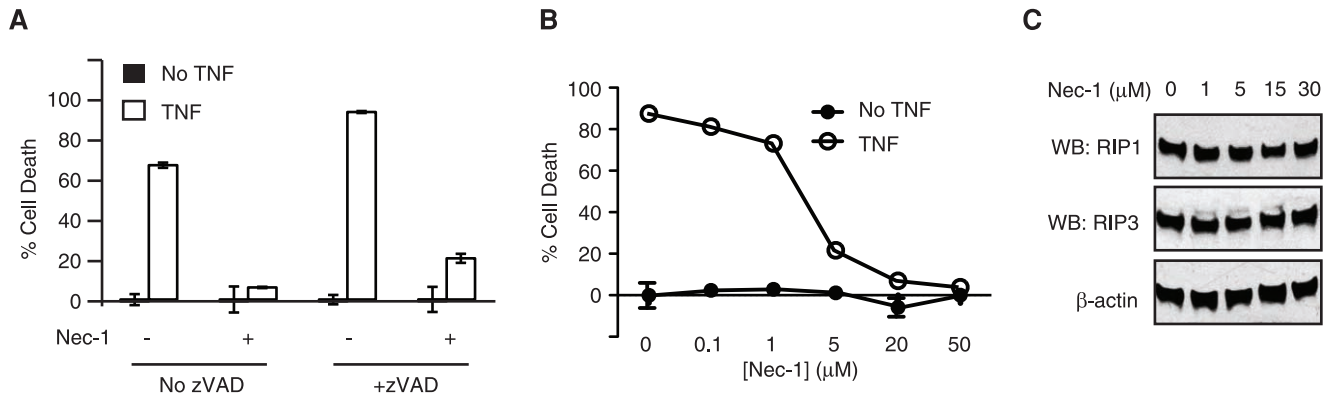 A
No TNF
TNF
100
80
60
40
20
0
% Cell Death
Nec-1 - + - +
No zVAD +zVAD
B
100
80
60
40
20
0
% Cell Death
No TNF
TNF
0 0.1 1 5 20 50
[Nec-1] (μM)
C
Nec-1 (μM) 0 1 5 15 30
WB: RIP1
WB: RIP3
β-actin